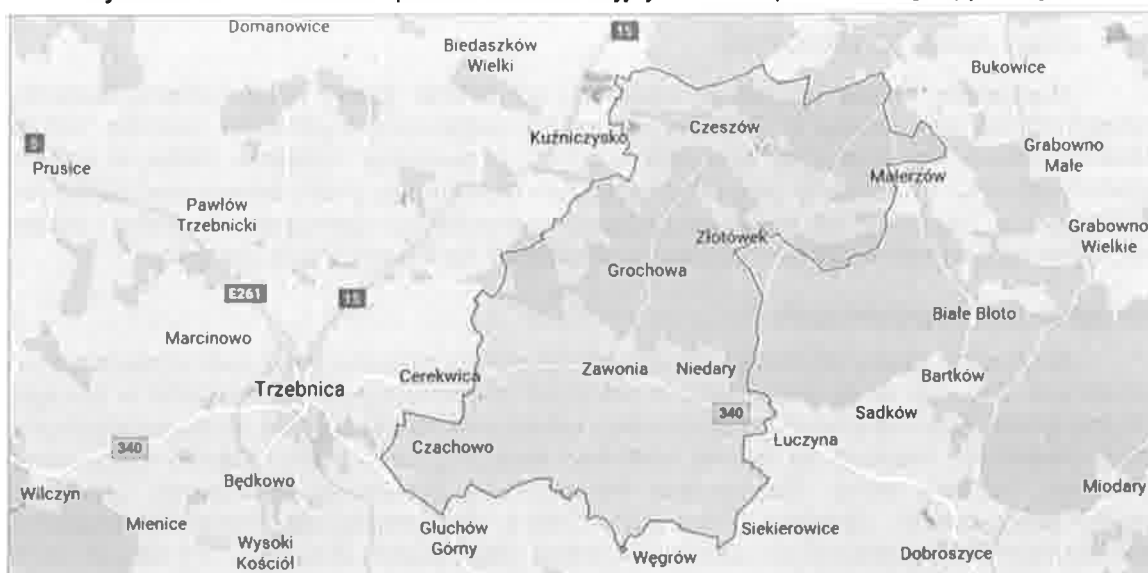 Domanowice
15
Biedaszków
Wielki
Bukowice
Kuźniczysko
Czeszów
Grabowno
Małe
5
Prusice
Malerzów
Pawłów
Trzebnicki
Złotówek
Grabowno
Wielkie
Grochowa
E261
15
Białe Błoto
Marcinowo
Cerekwica
Zawonia
Niedary
Bartków
Trzebnica
340
Sadków
340
Czachowo
Łuczyna
Będkowo
Wilczyn
Miodary
Mienice
Głuchów
Górny
Siekierowice
Wysoki
Kościół
Węgrów
Dobroszyce